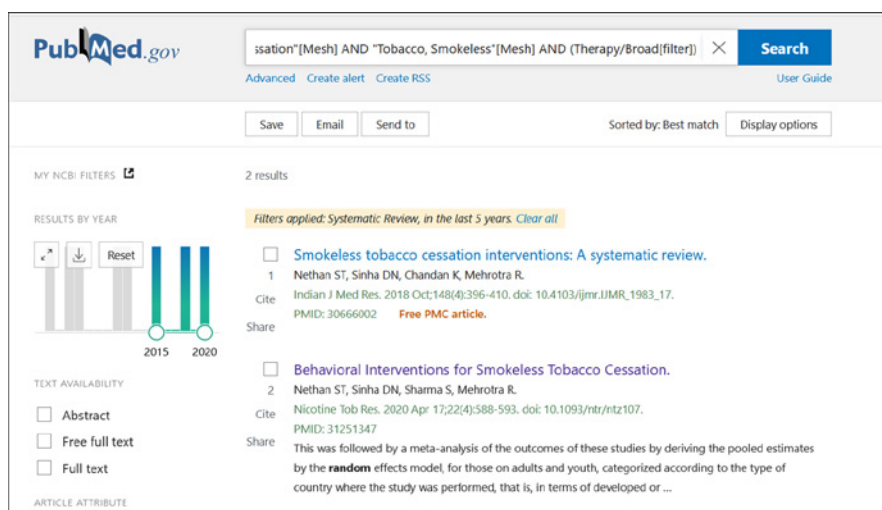 PubMed.gov
ssation"[Mesh] AND "Tobacco, Smokeless"[Mesh] AND (Therapy/Broad[filter])
Search
Advanced Create alert Create RSS
User Guide
Save Email Send to
Sorted by: Best match Display options
MY NCBI FILTERS
2 results
RESULTS BY YEAR
Reset
2015 2020
TEXT AVAILABILITY
Abstract
Free full text
Full text
ARTICLE ATTRIBUTE
Filters applied: Systematic Review, in the last 5 years. Clear all
Smokeless tobacco cessation interventions: A systematic review.
1
Nethan ST, Sinha DN, Chandan K, Mehrotra R.
Cite
Indian J Med Res. 2018 Oct;148(4):396-410. doi: 10.4103/ijmr.IJMR_1983_17.
PMID: 30666002 Free PMC article.
Share
Behavioral Interventions for Smokeless Tobacco Cessation.
2
Nethan ST, Sinha DN, Sharma S, Mehrotra R.
Cite
Nicotine Tob Res. 2020 Apr 17;22(4):588-593. doi: 10.1093/ntr/ntz107.
PMID: 31251347
Share
This was followed by a meta-analysis of the outcomes of these studies by deriving the pooled estimates
by the random effects model, for those on adults and youth, categorized according to the type of
country where the study was performed, that is, in terms of developed or ...